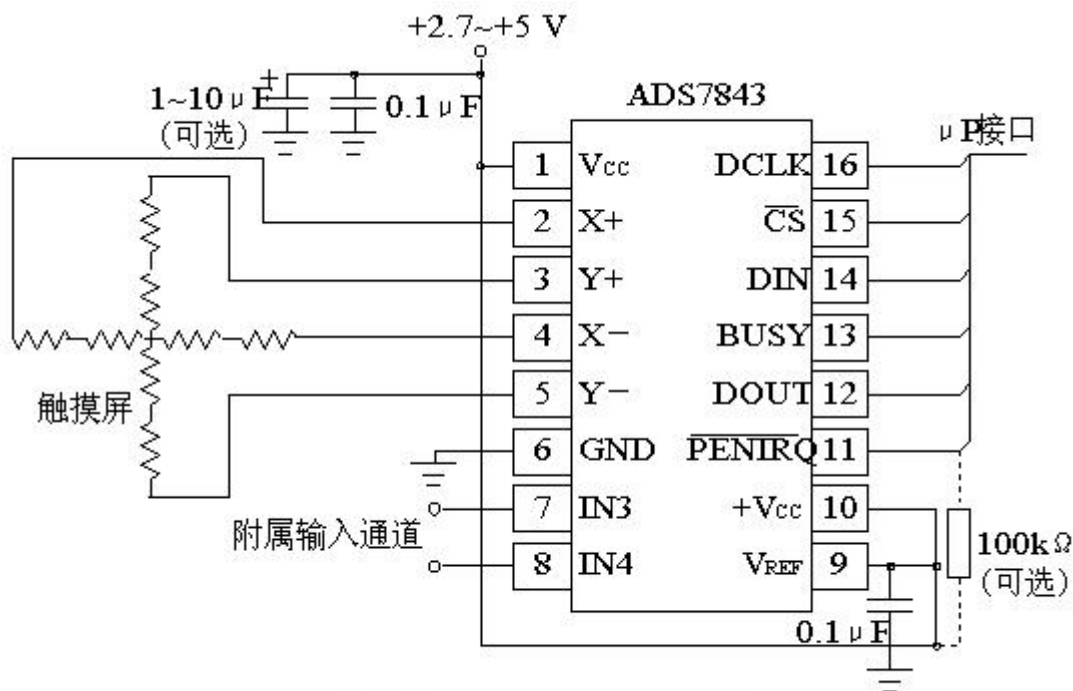 +2.7~+5 V
1~10 μF
(可选)
+
0.1 μF
ADS7843
μP接口
1 Vcc DCLK 16
2 X+ CS 15
3 Y+ DIN 14
4 X− BUSY 13
5 Y− DOUT 12
6 GND PENIRQ 11
7 IN3 +Vcc 10
8 IN4 VREF 9
触摸屏
附属输入通道
100kΩ
(可选)
0.1 μF